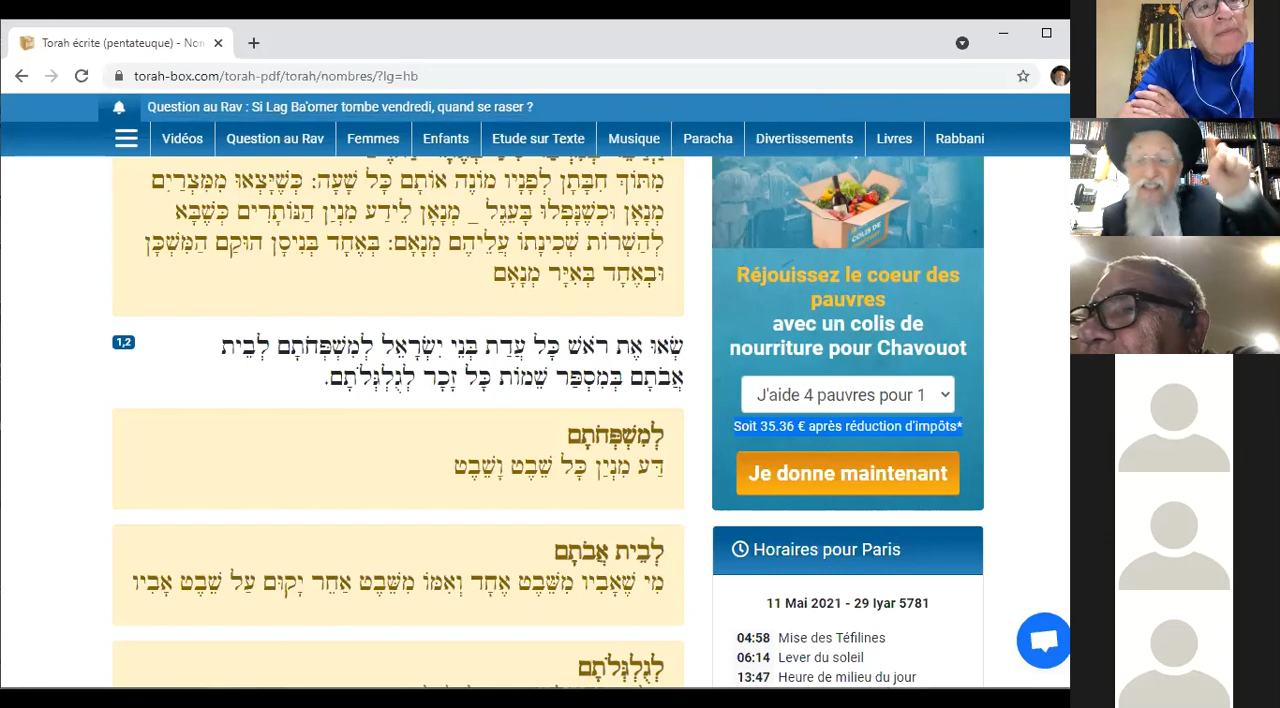 Torah écrite (pentateuque) - Non
torah-box.com/torah-pdf/torah/nombres/?lg=hb
Question au Rav : Si Lag Ba'omer tombe vendredi, quand se raser ?
Vidéos
Question au Rav
Femmes
Enfants
Etude sur Texte
Musique
Paracha
Divertissements
Livres
Rabbani
מִתּוֹךְ חִבָּתָן לְפָנָיו מוֹנֶה אוֹתָם כָּל שָׁעָה: כְּשֶׁיָּצְאוּ מִמִּצְרַיִם
מְנָאָן וּכְשֶׁנָּפְלוּ בָּעֵגֶל _ מְנָאָן לֵידַע מִנְיַן הַנּוֹתָרִים כְּשֶׁבָּא
לְהַשְׁרוֹת שְׁכִינָתוֹ עֲלֵיהֶם מְנָאָם: בְּאֶחָד בְּנִיסָן הוּקַם הַמִּשְׁכָּן
וּבְאֶחָד בְּאִיָּר מְנָאָם
1,2
שְׂאוּ אֶת רֹאשׁ כָּל עֲדַת בְּנֵי יִשְׂרָאֵל לְמִשְׁפְּחֹתָם לְבֵית
אֲבֹתָם בְּמִסְפַּר שֵׁמוֹת כָּל זָכָר לְגֻלְגְּלֹתָם.
לְמִשְׁפְּחֹתָם
דַּע מִנְיַן כָּל שֵׁבֶט וָשֵׁבֶט
לְבֵית אֲבֹתָם
מִי שֶׁאָבִיו מִשֵּׁבֶט אֶחָד וְאִמּוֹ מִשֵּׁבֶט אַחֵר יָקוּם עַל שֵׁבֶט אָבִיו
לְגֻלְגְּלֹתָם
COLIS DE
Réjouissez le coeur des
pauvres
avec un colis de
nourriture pour Chavouot
J'aide 4 pauvres pour 1
Soit 35.36 € après réduction d'impôts*
Je donne maintenant
Horaires pour Paris
11 Mai 2021 - 29 Iyar 5781
04:58 Mise des Téfilines
06:14 Lever du soleil
13:47 Heure de milieu du jour